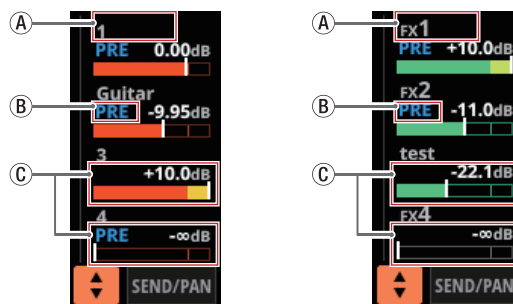 A
1
PRE 0.00dB
Guitar
B
PRE -9.95dB
3
C
+10.0dB
4
PRE -∞dB
SEND/PAN
A
FX1
PRE +10.0dB
FX2
B
PRE -11.0dB
test
C
-22.1dB
FX4
-∞dB
SEND/PAN